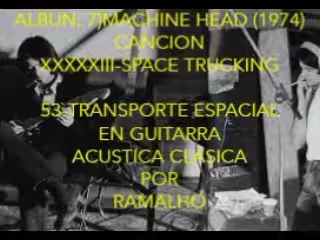 ALBUN. 7)MACHINE HEAD (1974)
CANCION
XXXXXIII-SPACE TRUCKING
53-TRANSPORTE ESPACIAL
EN GUITARRA
ACUSTICA CLASICA
POR
RAMALHO